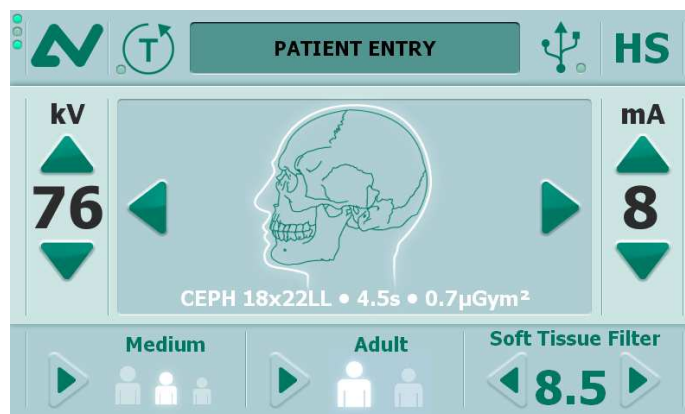 T
PATIENT ENTRY
HS
kV
76
mA
8
CEPH 18x22LL • 4.5s • 0.7µGym²
Medium
Adult
Soft Tissue Filter
8.5